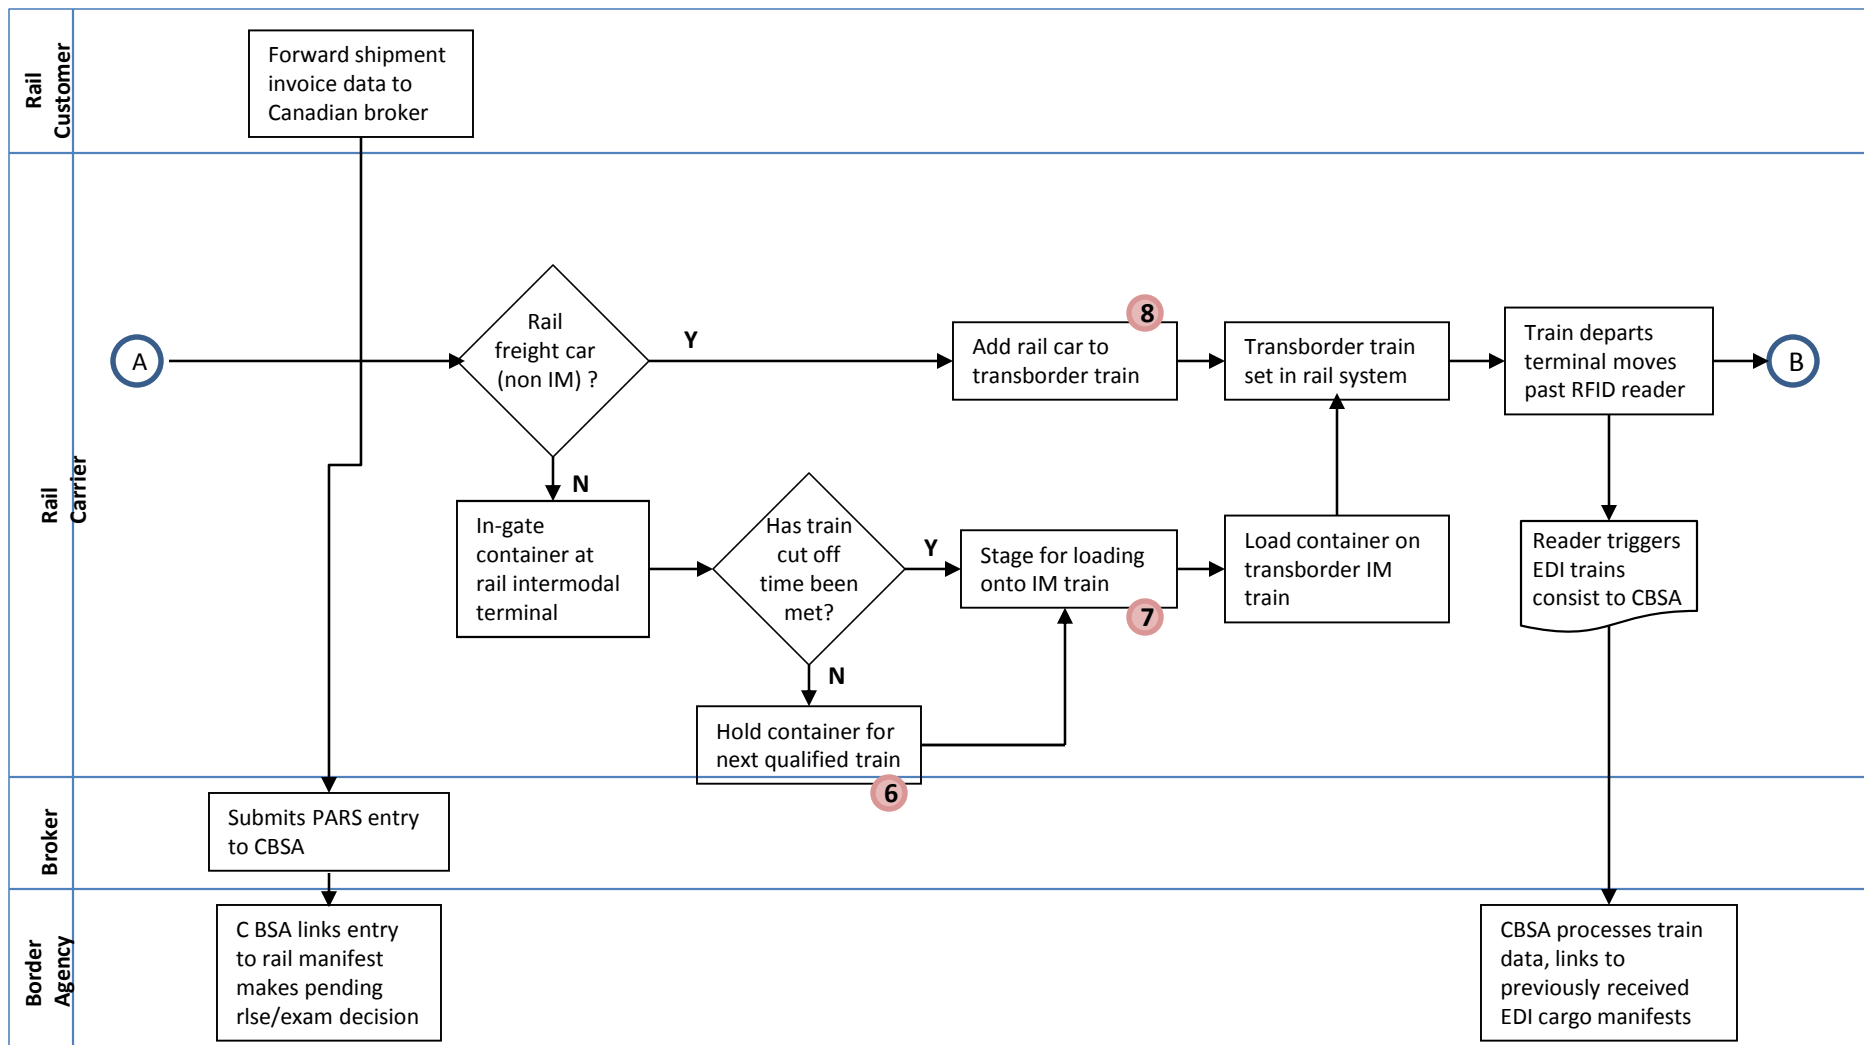 Rail
Customer
Forward shipment
invoice data to
Canadian broker
Rail
Carrier
A
Rail
freight car
(non IM) ?
Y
N
8
Add rail car to
transborder train
Transborder train
set in rail system
Train departs
terminal moves
past RFID reader
B
In-gate
container at
rail intermodal
terminal
Has train
cut off
time been
met?
Y
N
Stage for loading
onto IM train
7
Load container on
transborder IM
train
Reader triggers
EDI trains
consist to CBSA
Hold container for
next qualified train
6
Broker
Submits PARS entry
to CBSA
Border
Agency
C BSA links entry
to rail manifest
makes pending
rlse/exam decision
CBSA processes train
data, links to
previously received
EDI cargo manifests